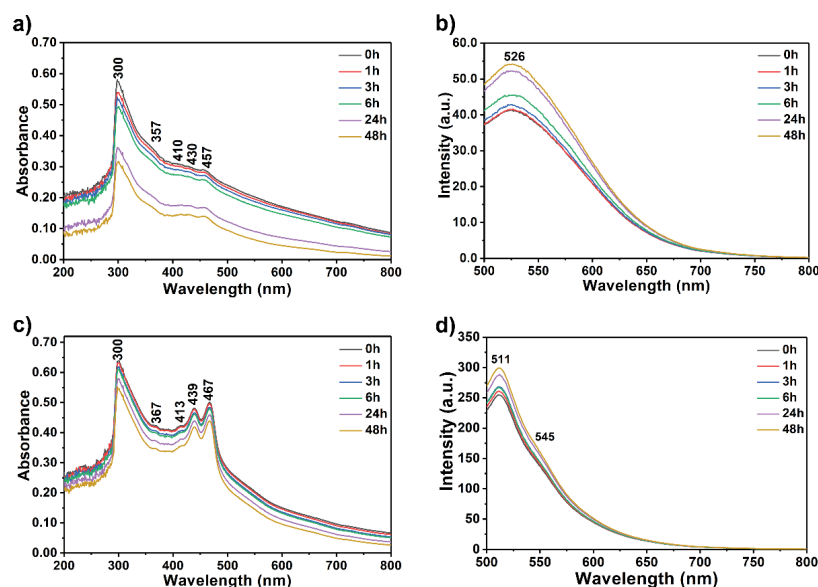 a)
0.70
0.60
0.50
0.40
0.30
0.20
0.10
0.00
Absorbance
300
357
410
430
457
0h
1h
3h
6h
24h
48h
200 300 400 500 600 700 800
Wavelength (nm)
b)
60.0
50.0
40.0
30.0
20.0
10.0
0.0
Intensity (a.u.)
526
0h
1h
3h
6h
24h
48h
500 550 600 650 700 750 800
Wavelength (nm)
c)
0.70
0.60
0.50
0.40
0.30
0.20
0.10
0.00
Absorbance
300
367
413
439
467
0h
1h
3h
6h
24h
48h
200 300 400 500 600 700 800
Wavelength (nm)
d)
350
300
250
200
150
100
50
0
Intensity (a.u.)
511
545
0h
1h
3h
6h
24h
48h
500 550 600 650 700 750 800
Wavelength (nm)